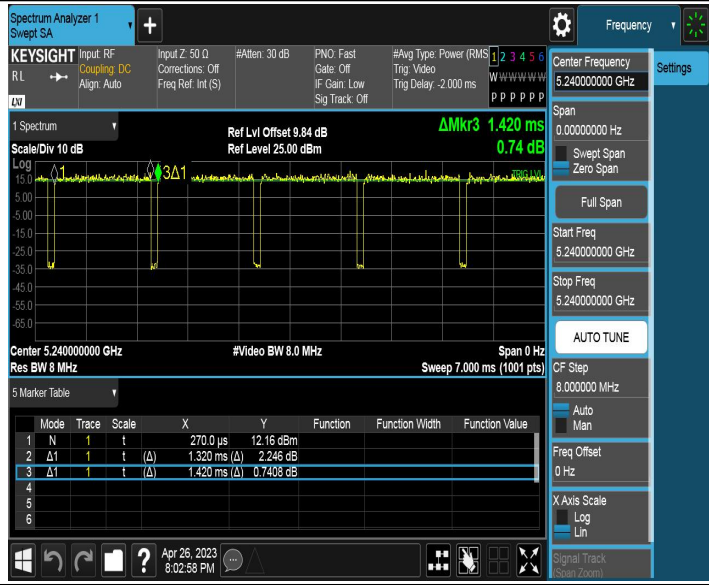 Spectrum Analyzer 1
Swept SA
Frequency
KEYSIGHT
R L
LXI
Input: RF
Coupling: DC
Align: Auto
Input Z: 50 Ω
Corrections: Off
Freq Ref: Int (S)
#Atten: 30 dB
PNO: Fast
Gate: Off
IF Gain: Low
Sig Track: Off
#Avg Type: Power (RMS
Trig: Video
Trig Delay: -2.000 ms
1 2 3 4 5 6
W W W W W W
P P P P P P
1 Spectrum
Scale/Div 10 dB
Ref Lvl Offset 9.84 dB
Ref Level 25.00 dBm
ΔMkr3 1.420 ms
0.74 dB
Log
15.0
5.00
-5.00
-15.0
-25.0
-35.0
-45.0
-55.0
-65.0
1
3Δ1
TRIG LVL
Center 5.240000000 GHz
#Video BW 8.0 MHz
Span 0 Hz
Res BW 8 MHz
Sweep 7.000 ms (1001 pts)
5 Marker Table
Mode Trace Scale X Y Function Function Width Function Value
1 N 1 t 270.0 µs 12.16 dBm
2 Δ1 1 t (Δ) 1.320 ms (Δ) 2.246 dB
3 Δ1 1 t (Δ) 1.420 ms (Δ) 0.7408 dB
4
5
6
Apr 26, 2023
8:02:58 PM
Center Frequency
5.240000000 GHz
Span
0.00000000 Hz
Swept Span
Zero Span
Full Span
Start Freq
5.240000000 GHz
Stop Freq
5.240000000 GHz
AUTO TUNE
CF Step
8.000000 MHz
Auto
Man
Freq Offset
0 Hz
X Axis Scale
Log
Lin
Signal Track
(Span Zoom)
Settings